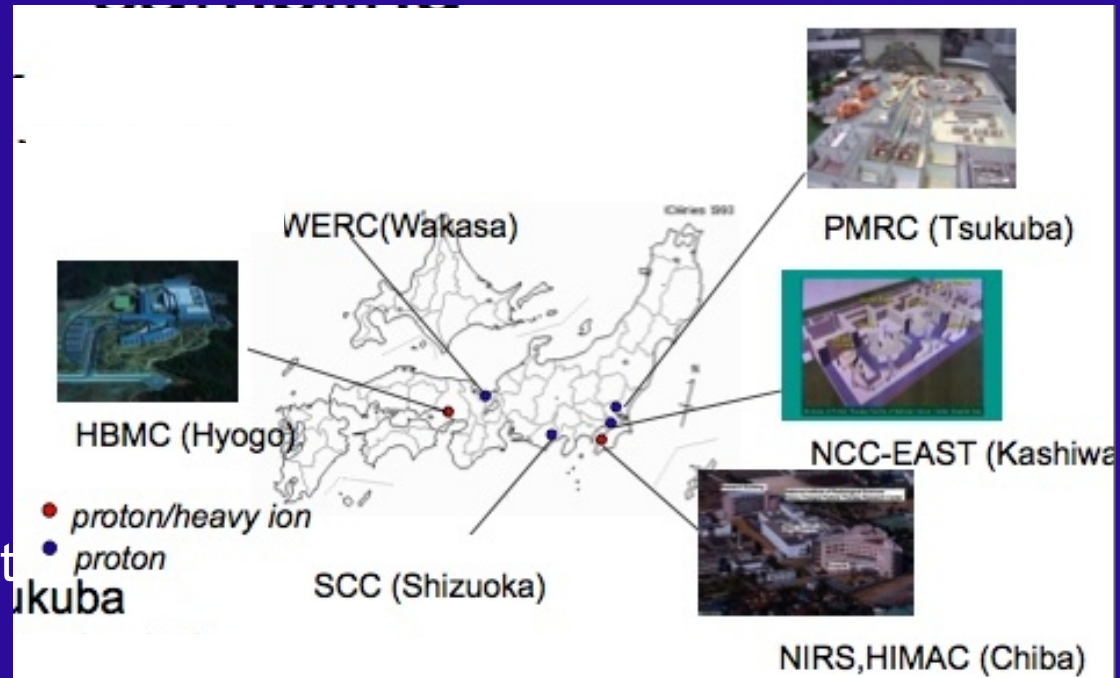 WERC(Wakasa)
PMRC (Tsukuba)
HBMC (Hyogo)
NCC-EAST (Kashiwa
proton/heavy ion
proton
SCC (Shizuoka)
ukuba
NIRS,HIMAC (Chiba)